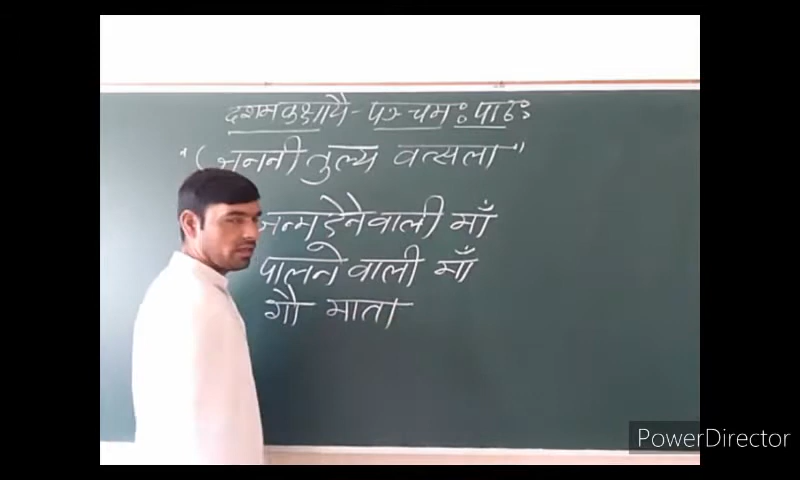 दशमकक्षायै - पञ्चमः पाठः
"(जननी तुल्य वत्सला"
जन्म देने वाली माँ
पालने वाली माँ
गौ माता
PowerDirector